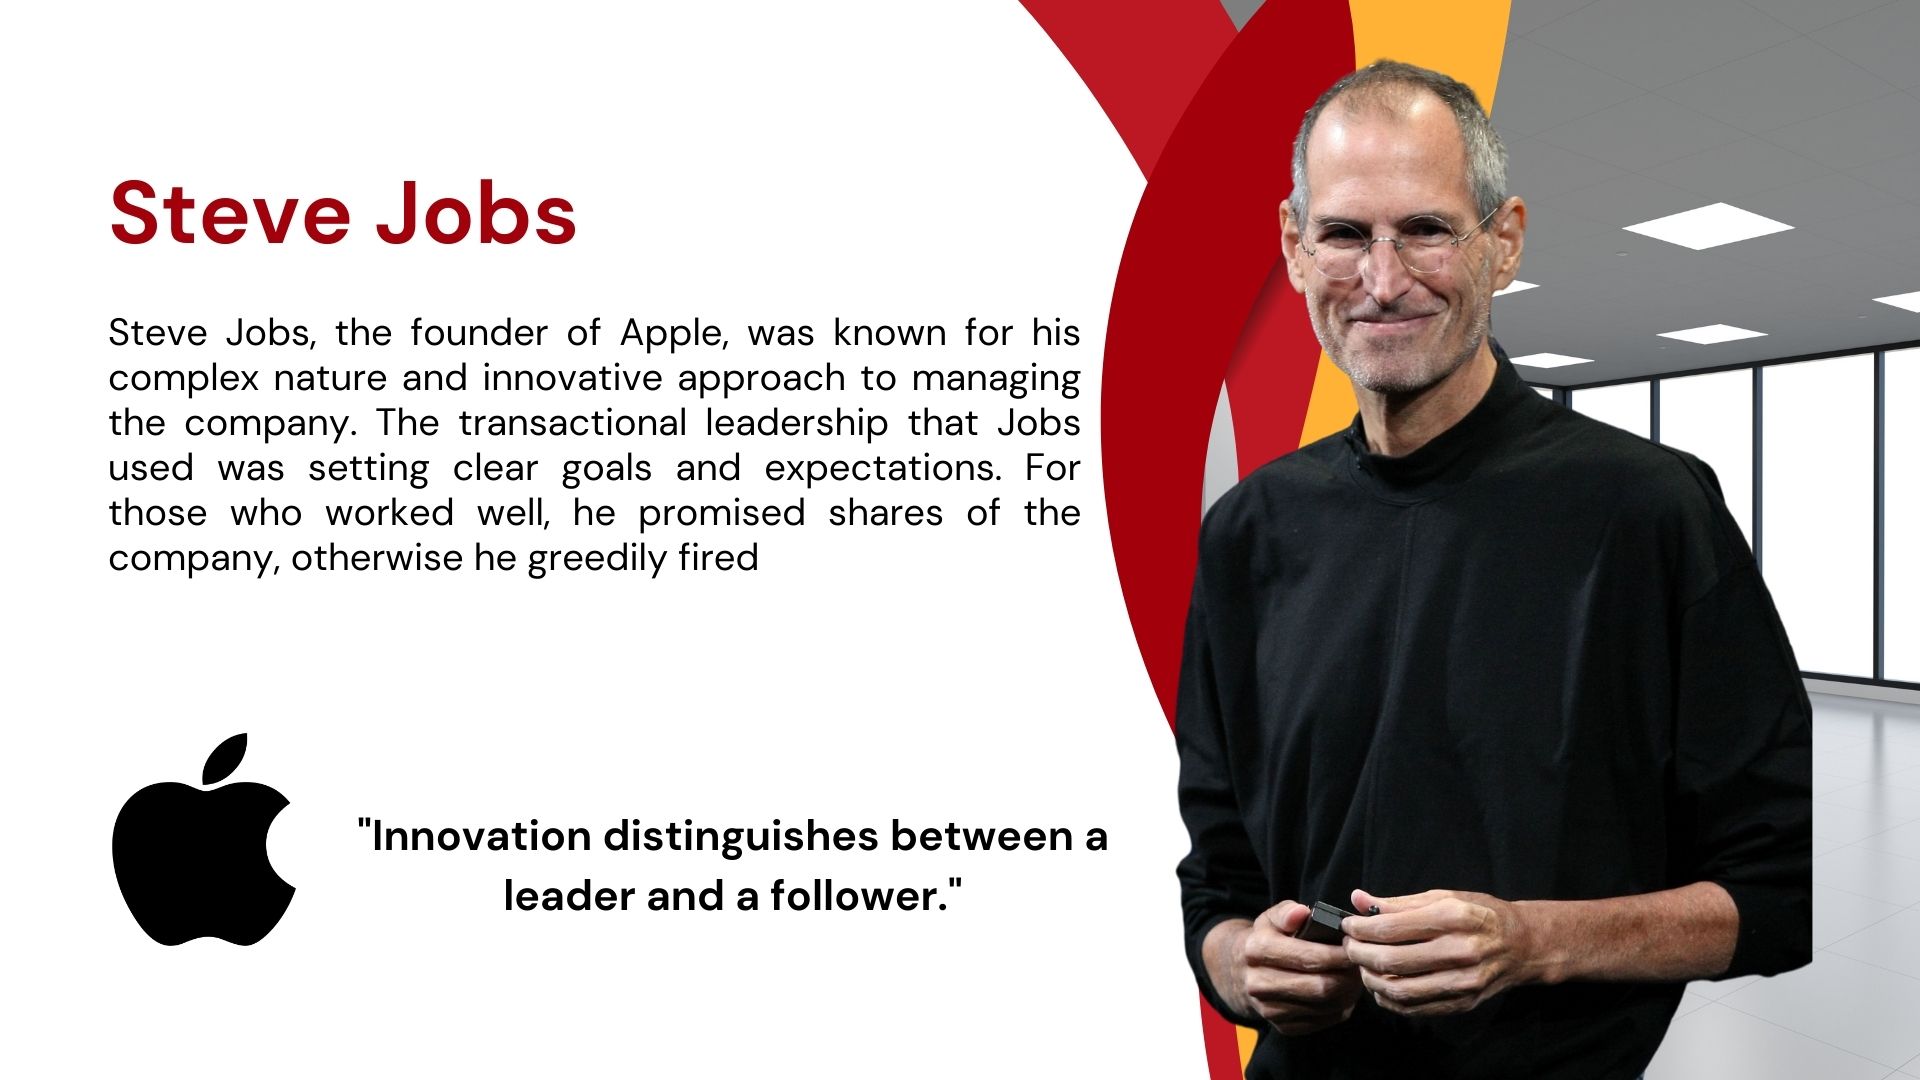 Steve Jobs
Steve Jobs, the founder of Apple, was known for his
complex nature and innovative approach to managing
the company. The transactional leadership that Jobs
used was setting clear goals and expectations. For
those who worked well, he promised shares of the
company, otherwise he greedily fired
"Innovation distinguishes between a
leader and a follower."